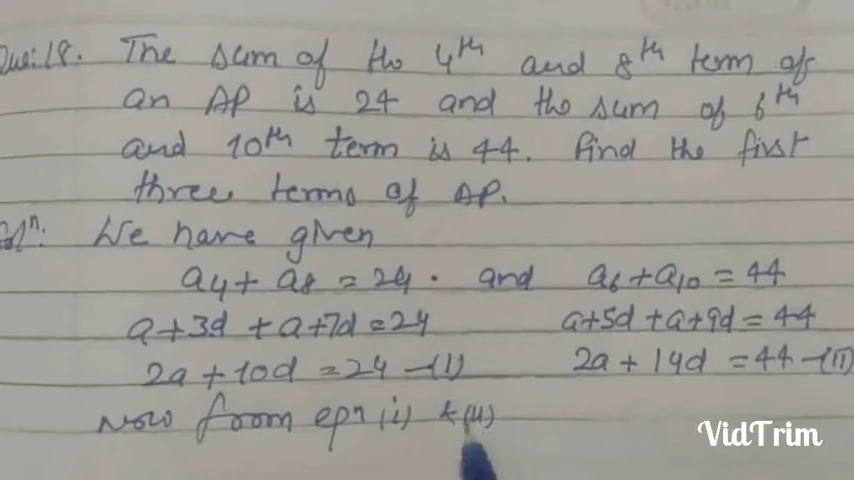 Que:18. The sum of the 4th and 8th term of
an AP is 24 and the sum of 6th
and 10th term is 44. Find the first
three terms of AP.
Solⁿ: We have given
a₄ + a₈ = 24. and a₆ + a₁₀ = 44
a+3d + a+7d = 24 a+5d + a+9d = 44
2a + 10d = 24 —(I) 2a + 14d = 44 —(II)
Now from eqⁿ (i) & (ii)
VidTrim